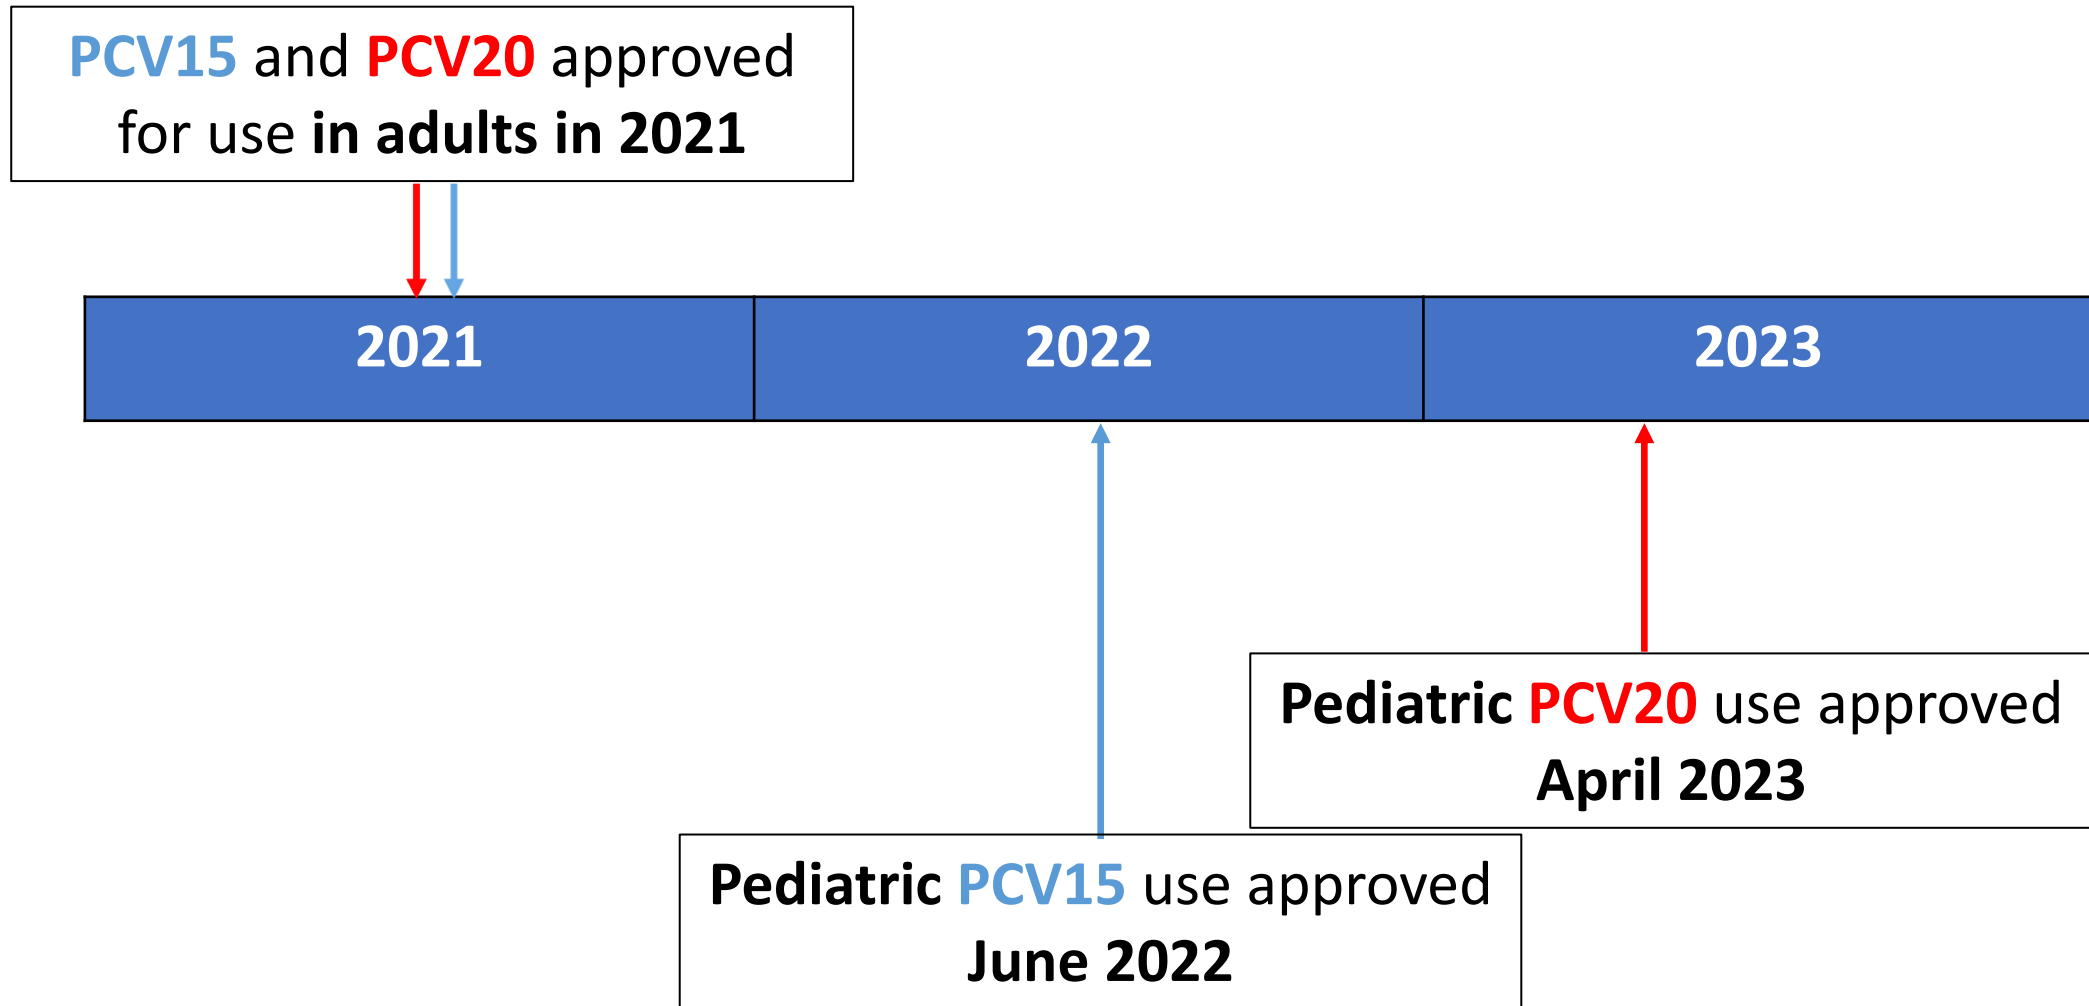 PCV15 and PCV20 approved
for use in adults in 2021
2021
2022
2023
Pediatric PCV20 use approved
April 2023
Pediatric PCV15 use approved
June 2022